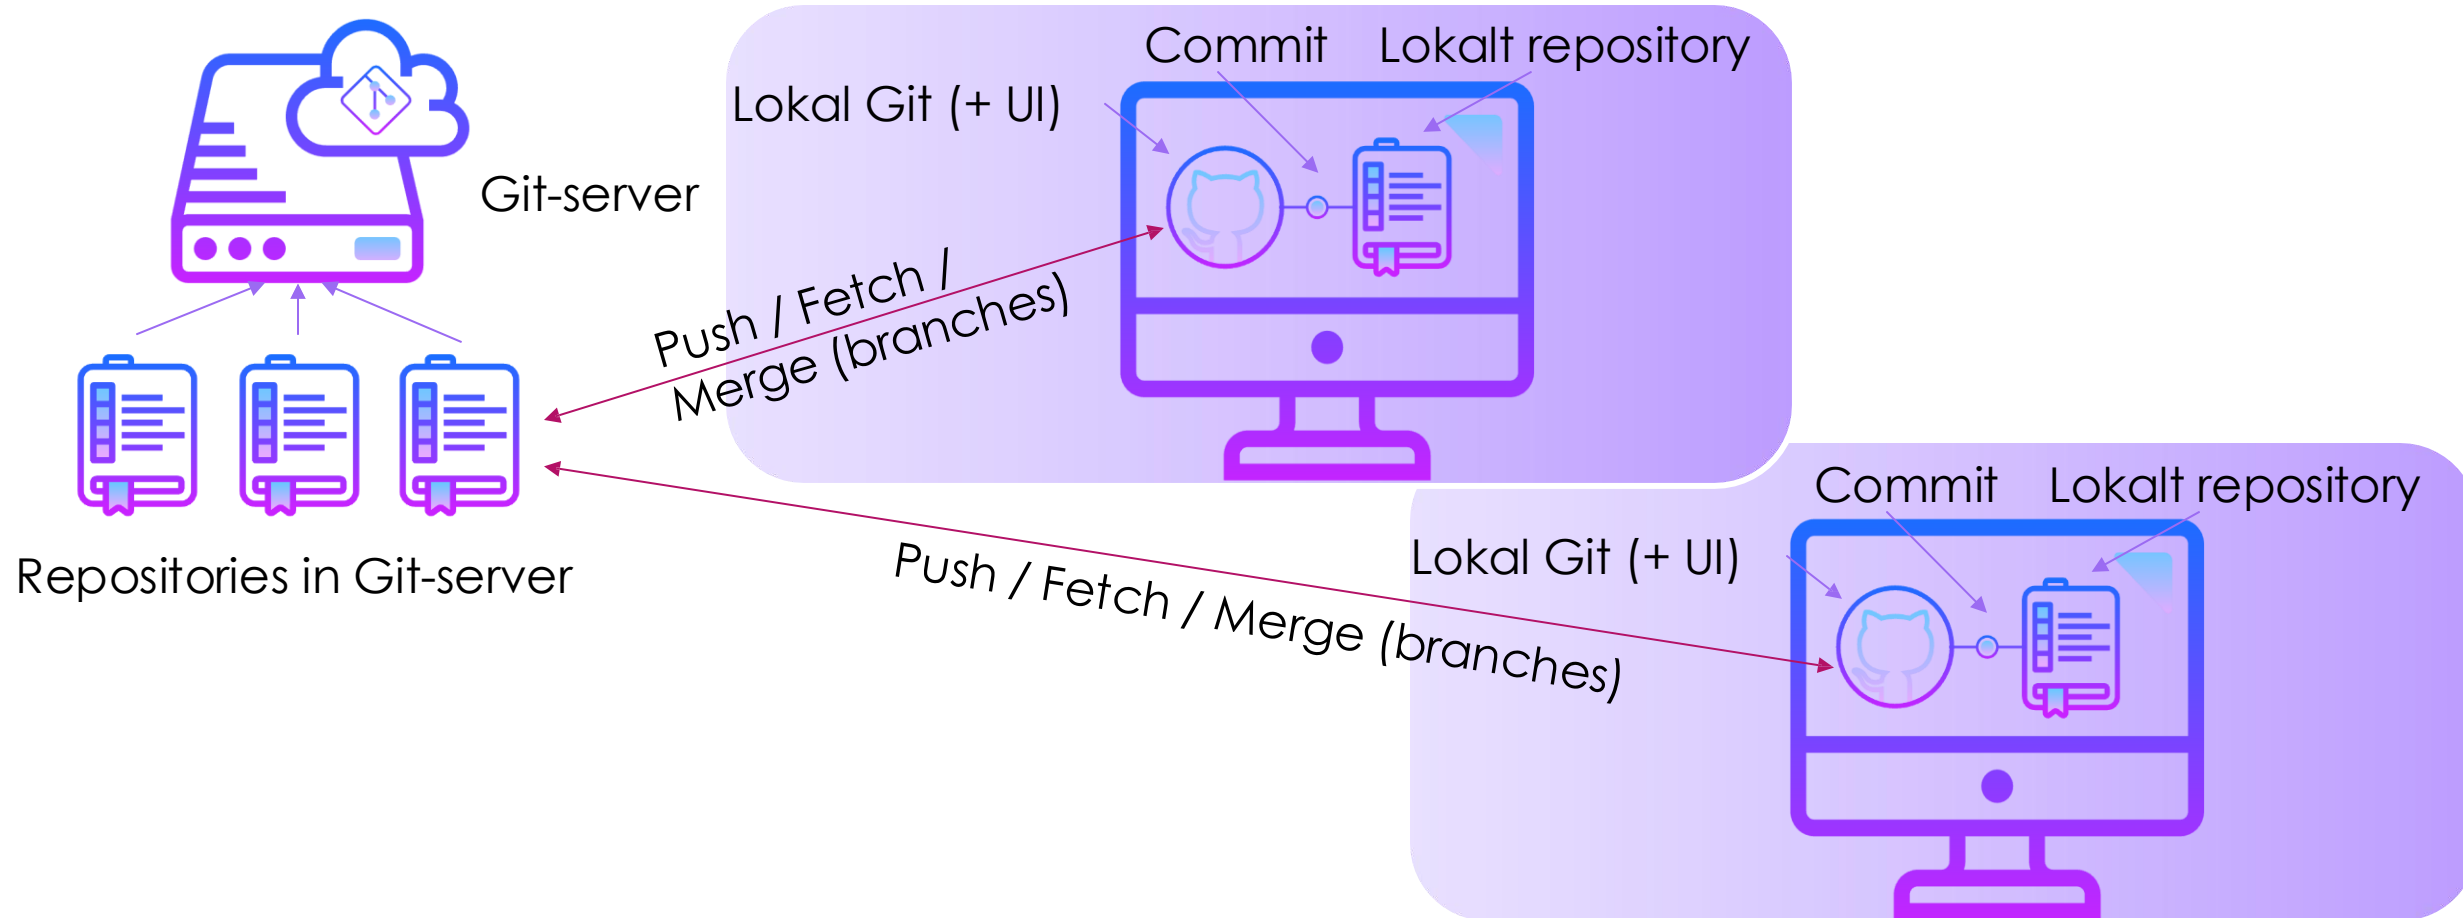 Commit
Lokalt repository
Lokal Git (+ UI)
Git-server
Push / Fetch /
Merge (branches)
Repositories in Git-server
Commit
Lokalt repository
Lokal Git (+ UI)
Push / Fetch / Merge (branches)